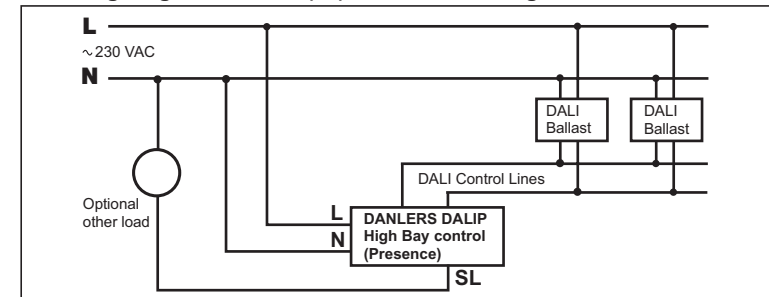 L
~230 VAC
N
DALI
Ballast
DALI
Ballast
DALI Control Lines
Optional
other load
L
N
DANLERS DALIP
High Bay control
(Presence)
SL